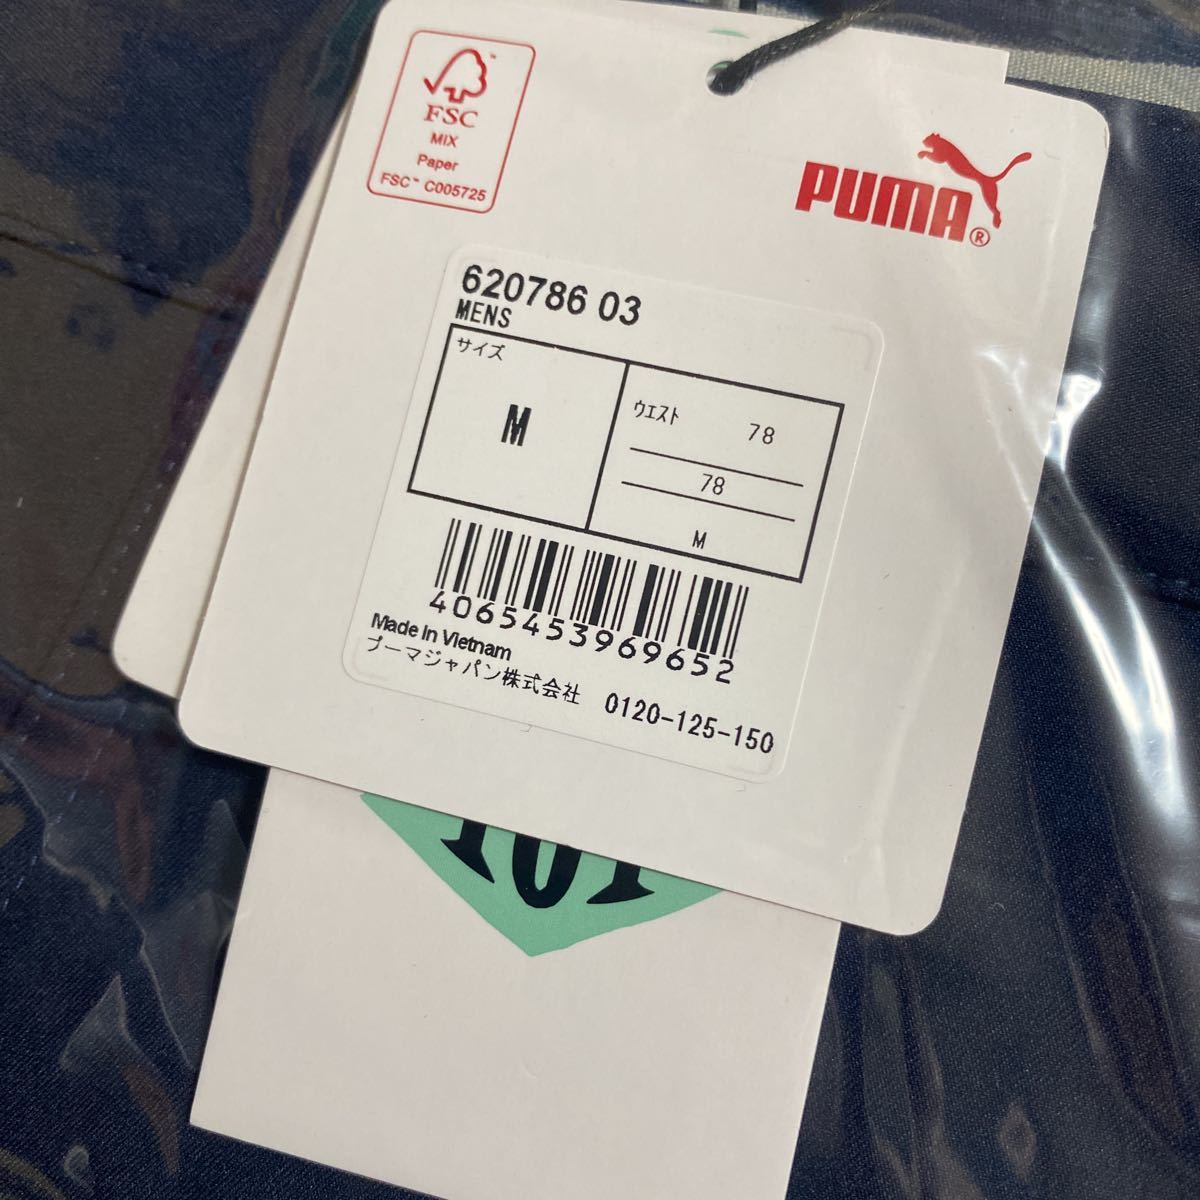 FSC
MIX
Paper
FSC™ C005725
PUMA®
620786 03
MENS
サイズ
M
ウエスト 78
78
M
4065453969652
Made In Vietnam
プーマジャパン株式会社 0120-125-150
101